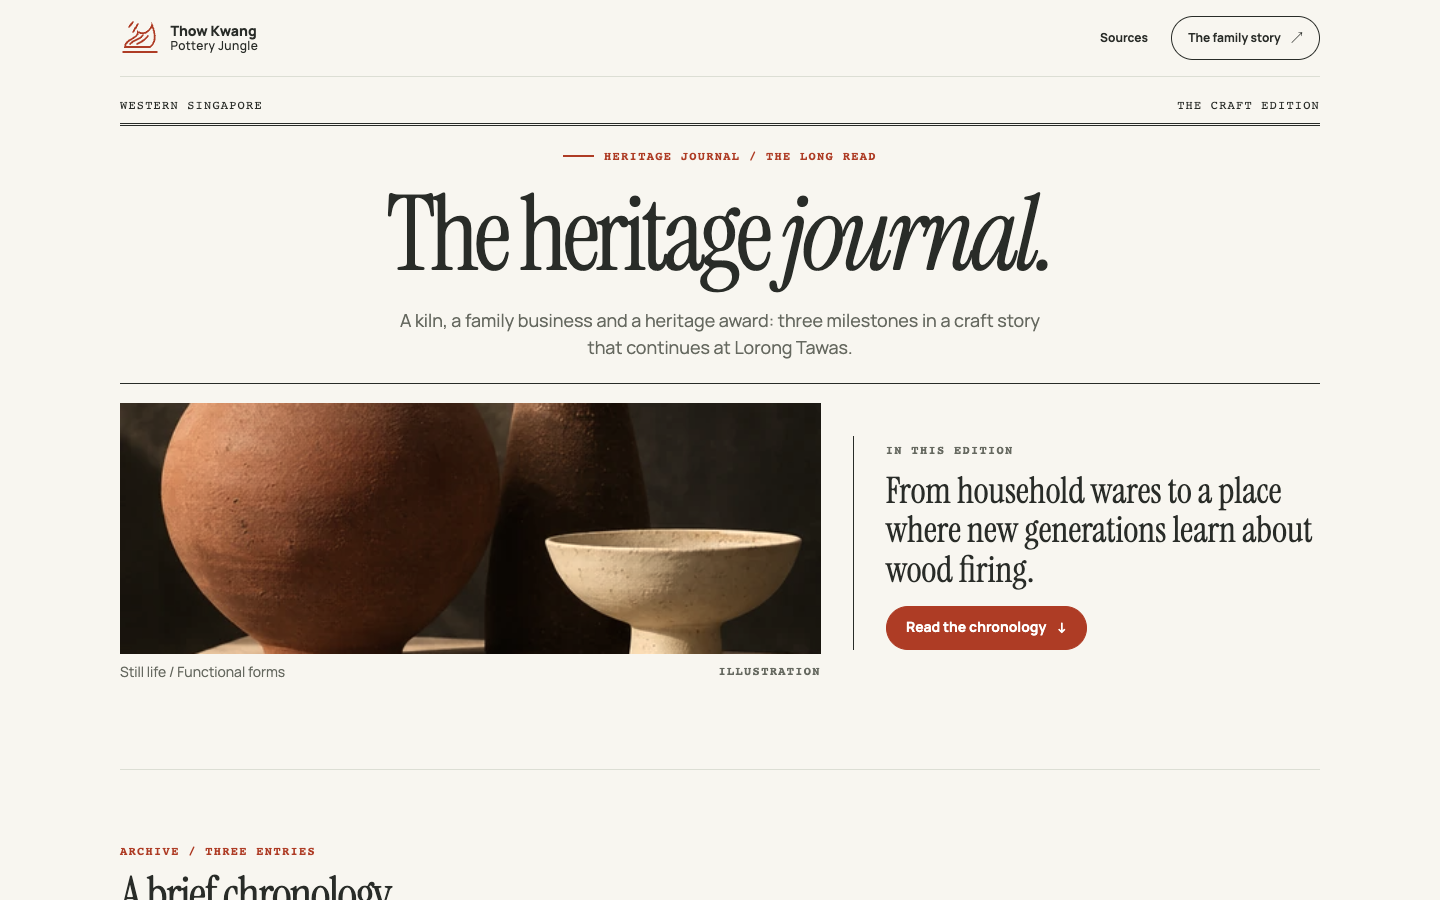 Thow Kwang
Pottery Jungle
Sources
The family story ↗
WESTERN SINGAPORE
THE CRAFT EDITION
HERITAGE JOURNAL / THE LONG READ
The heritage journal.
A kiln, a family business and a heritage award: three milestones in a craft story
that continues at Lorong Tawas.
IN THIS EDITION
From household wares to a place
where new generations learn about
wood firing.
Read the chronology ↓
Still life / Functional forms
ILLUSTRATION
ARCHIVE / THREE ENTRIES
A brief chronology